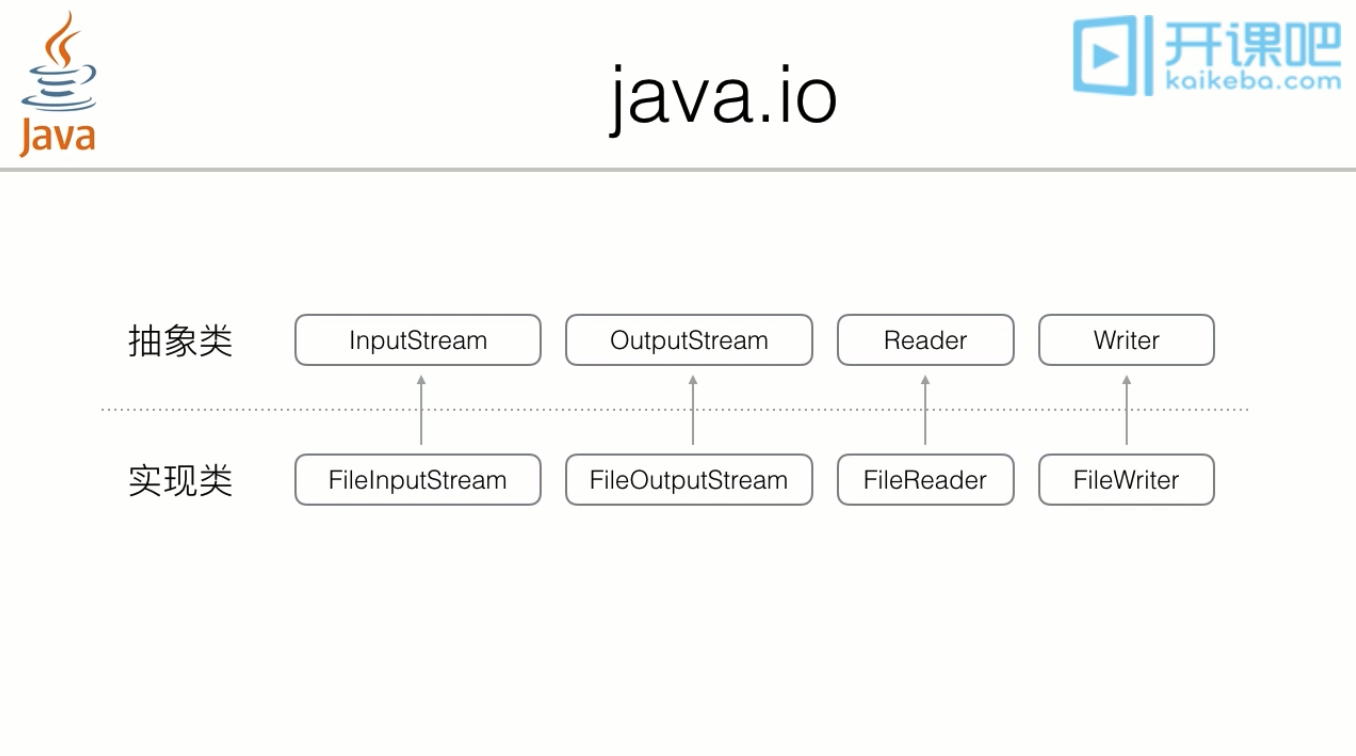 Java
开课吧
kaikeba.com
java.io
抽象类 InputStream OutputStream Reader Writer
实现类 FileInputStream FileOutputStream FileReader FileWriter